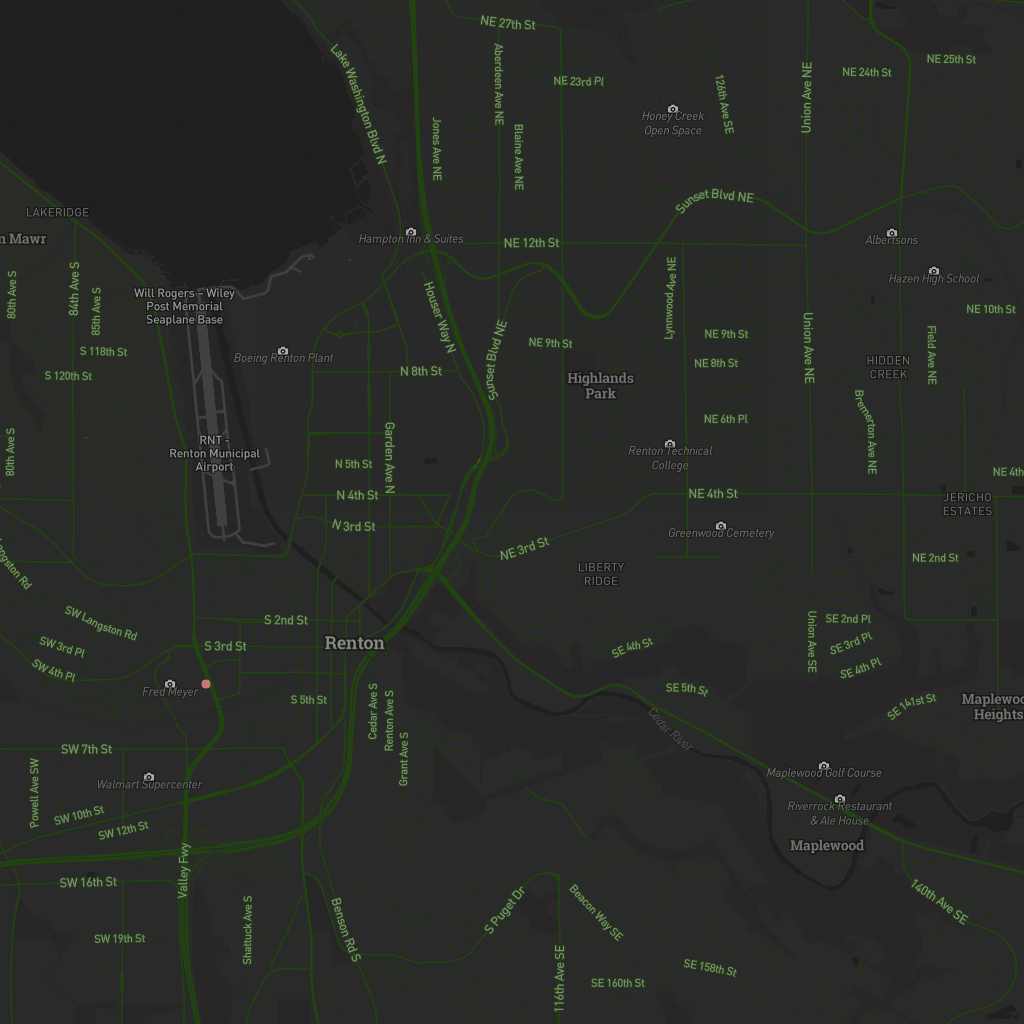 NE 27th St
Aberdeen Ave NE
Lake Washington Blvd N
NE 23rd Pl
126th Ave SE
Union Ave NE
NE 24th St
NE 25th St
Honey Creek
Open Space
Jones Ave NE
Blaine Ave NE
Sunset Blvd NE
LAKERIDGE
n Mawr
Hampton Inn & Suites
NE 12th St
Albertsons
Hazen High School
80th Ave S
84th Ave S
85th Ave S
Will Rogers – Wiley
Post Memorial
Seaplane Base
Houser Way N
Lynnwood Ave NE
NE 10th St
S 118th St
Boeing Renton Plant
Sunset Blvd NE
NE 9th St
NE 9th St
Union Ave NE
Field Ave NE
S 120th St
N 8th St
NE 8th St
HIDDEN
CREEK
Highlands
Park
80th Ave S
Garden Ave N
NE 6th Pl
Bremerton Ave NE
RNT -
Renton Municipal
Airport
Renton Technical
College
N 5th St
NE 4th
N 4th St
NE 4th St
JERICHO
ESTATES
N 3rd St
Greenwood Cemetery
NE 3rd St
Langston Rd
LIBERTY
RIDGE
NE 2nd St
SW Langston Rd
S 2nd St
Union Ave SE
SE 2nd Pl
SW 3rd Pl
S 3rd St
Renton
SE 4th St
SE 3rd Pl
SW 4th Pl
SE 4th Pl
Fred Meyer
S 5th St
Cedar Ave S
Renton Ave S
SE 5th St
SE 141st St
Maplewoo
Heights
Cedar River
SW 7th St
Grant Ave S
Powell Ave SW
Walmart Supercenter
Maplewood Golf Course
SW 10th St
Riverrock Restaurant
& Ale House
SW 12th St
Maplewood
Valley Fwy
SW 16th St
140th Ave SE
S Puget Dr
Beacon Way SE
Shattuck Ave S
Benson Rd S
SW 19th St
116th Ave SE
SE 158th St
SE 160th St